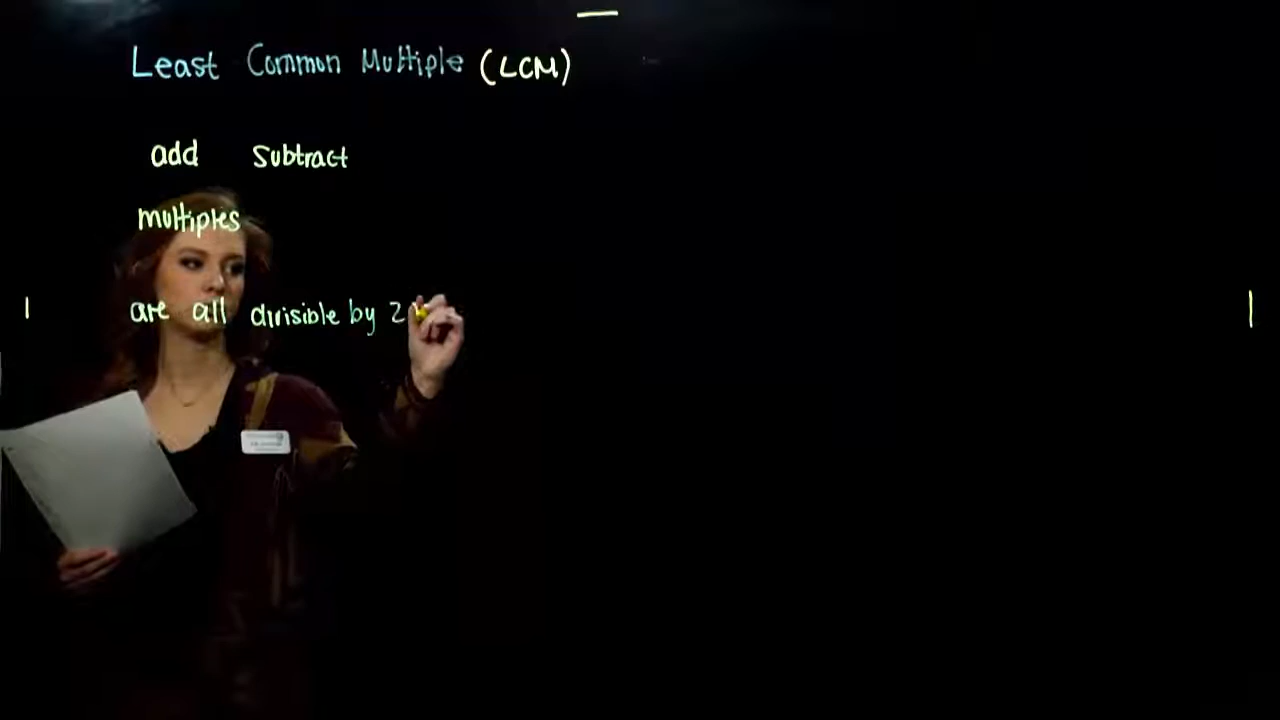 Least Common Multiple (LCM)
add subtract
multiples
are all divisible by 2